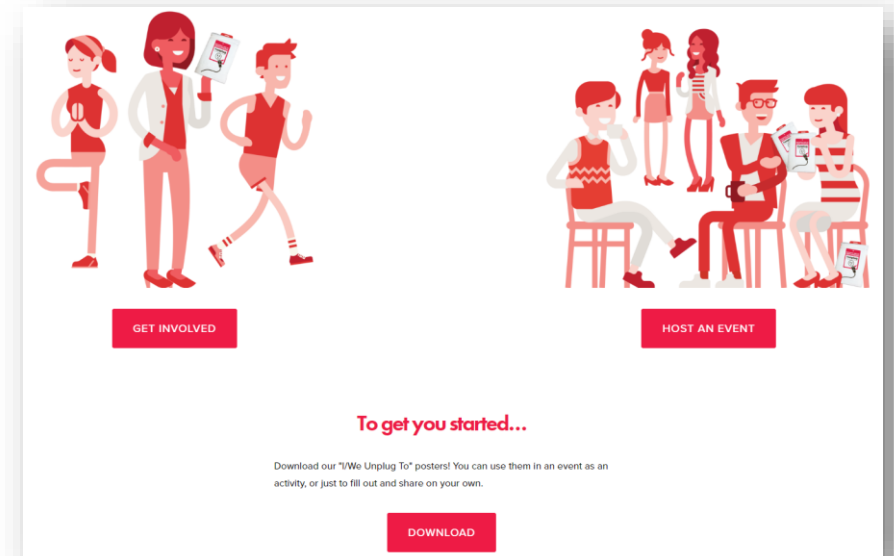 GET INVOLVED
HOST AN EVENT
To get you started...
Download our "I/We Unplug To" posters! You can use them in an event as an
activity, or just to fill out and share on your own.
DOWNLOAD